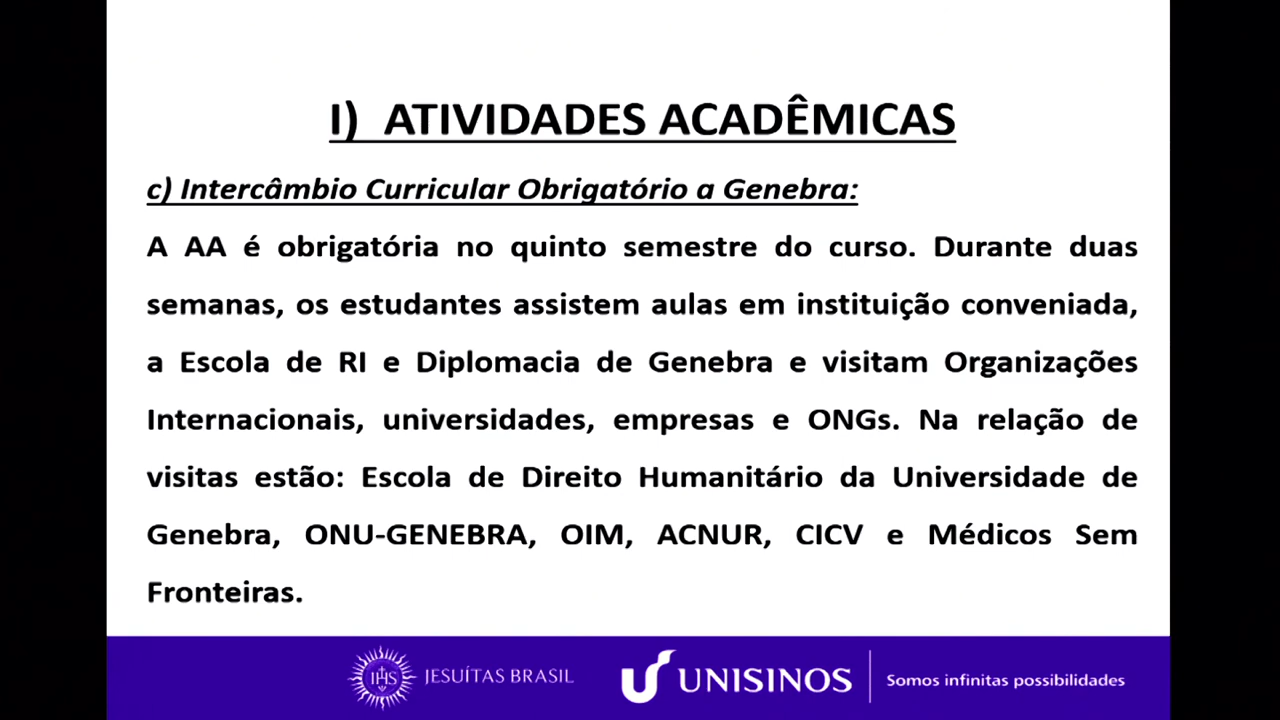 I) ATIVIDADES ACADÊMICAS
c) Intercâmbio Curricular Obrigatório a Genebra:
A AA é obrigatória no quinto semestre do curso. Durante duas
semanas, os estudantes assistem aulas em instituição conveniada,
a Escola de RI e Diplomacia de Genebra e visitam Organizações
Internacionais, universidades, empresas e ONGs. Na relação de
visitas estão: Escola de Direito Humanitário da Universidade de
Genebra, ONU-GENEBRA, OIM, ACNUR, CICV e Médicos Sem
Fronteiras.
IHS JESUÍTAS BRASIL UNISINOS Somos infinitas possibilidades